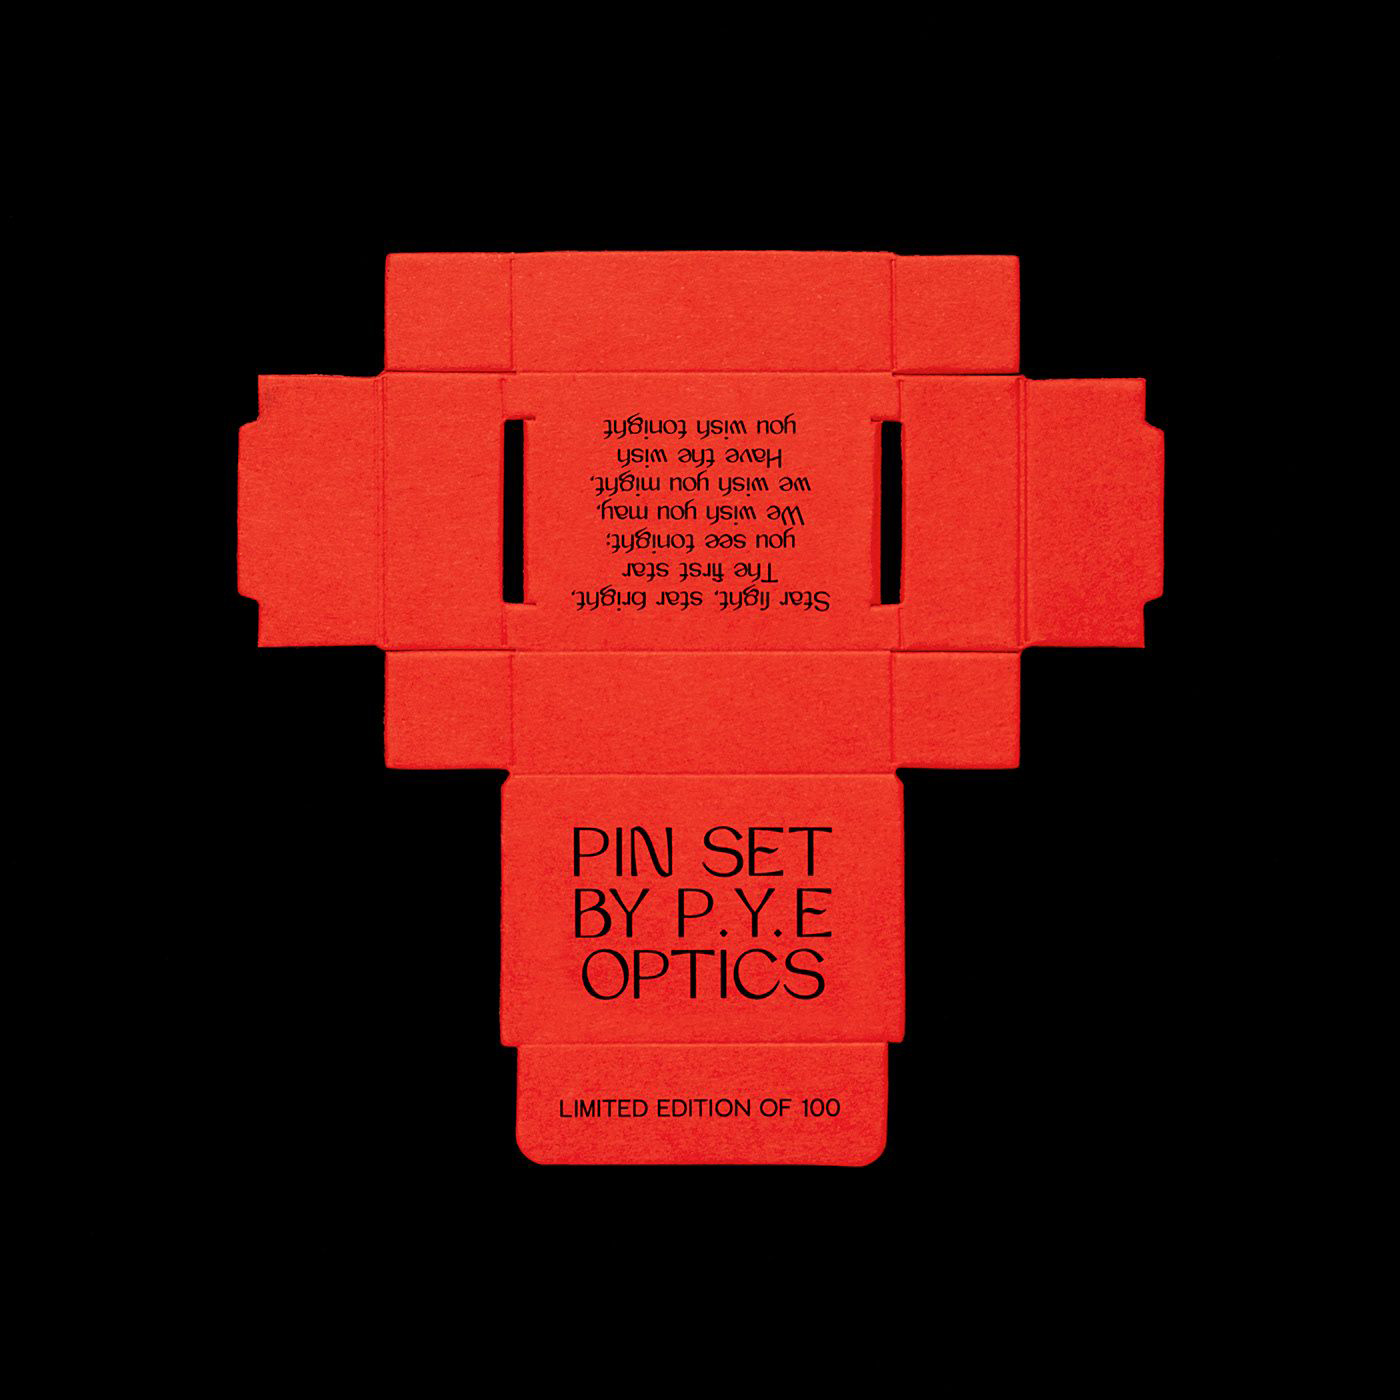 Star light, star bright,
The first star
you see tonight;
We wish you may,
we wish you might,
Have the wish
you wish tonight
PIN SET
BY P.Y.E
OPTICS
LIMITED EDITION OF 100